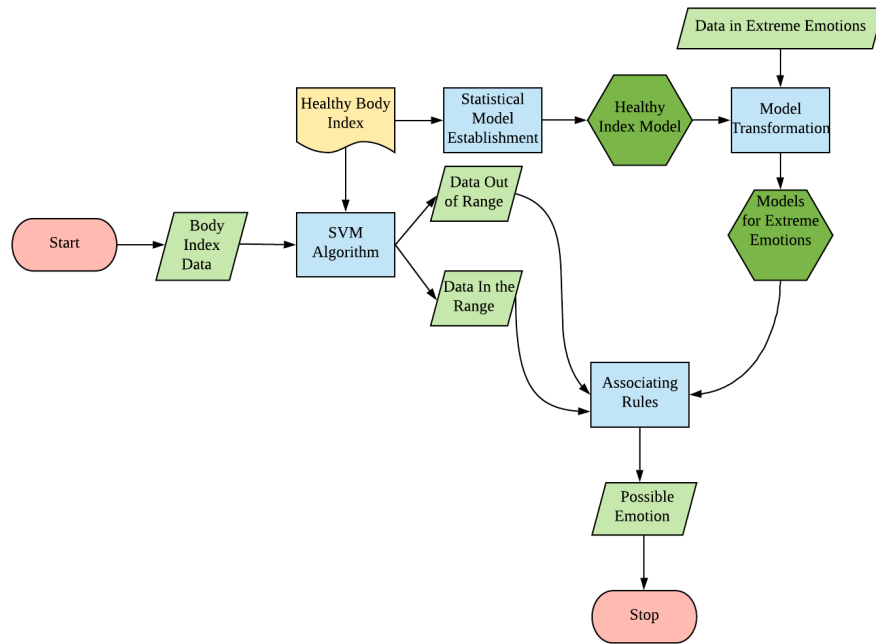 Data in Extreme Emotions
Healthy Body
Index
Statistical
Model
Establishment
Healthy
Index Model
Model
Transformation
Data Out
of Range
Models
for Extreme
Emotions
Start
Body
Index
Data
SVM
Algorithm
Data In the
Range
Associating
Rules
Possible
Emotion
Stop